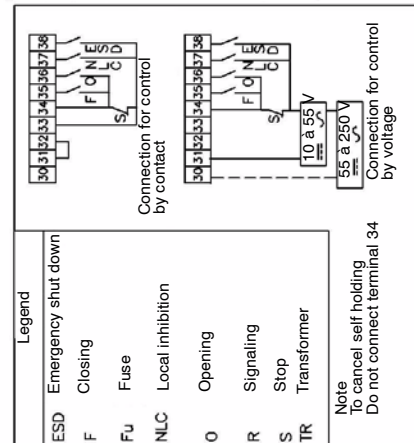 30 31 32 33 34 35 36 37 38
S F O N L C E S D
Connection for control
by contact
30 31 32 33 34 35 36 37 38
S F O N L C E S D
10 à 55 V
55 à 250 V
Connection for control
by voltage
Legend
ESD Emergency shut down
F Closing
Fu Fuse
NLC Local inhibition
O Opening
R Signaling
S Stop
TR Transformer
Note
To cancel self holding
Do not connect terminal 34